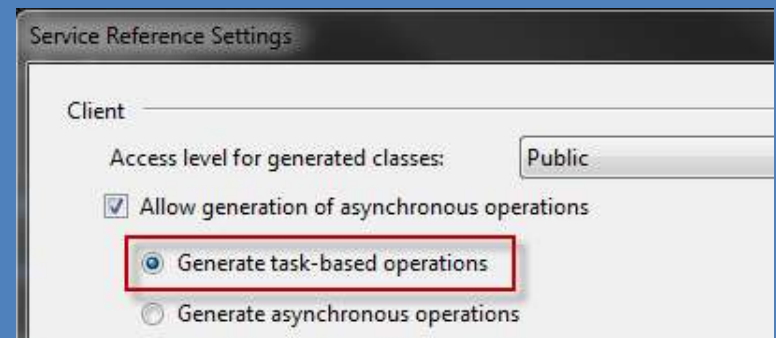 Service Reference Settings
Client
Access level for generated classes: Public
Allow generation of asynchronous operations
Generate task-based operations
Generate asynchronous operations